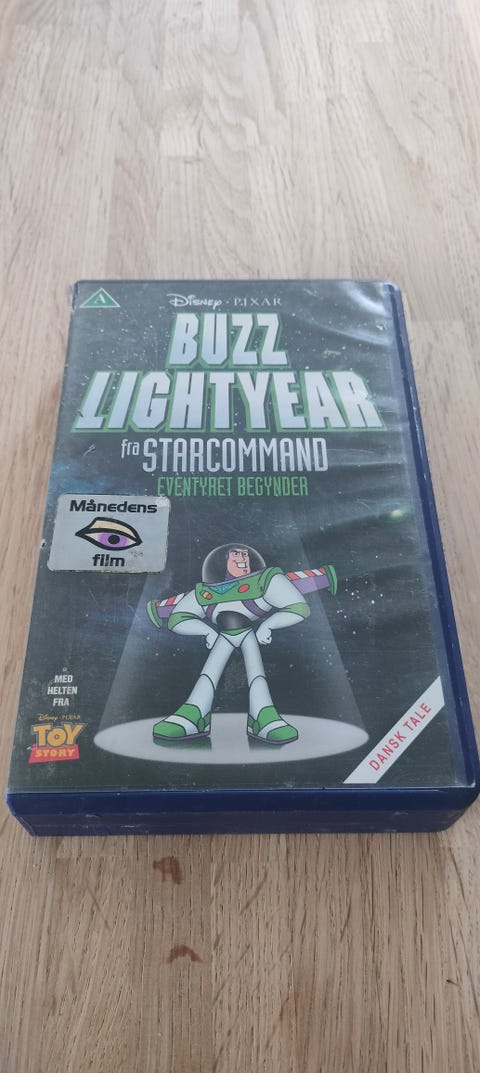 A
Disney · PIXAR
BUZZ
LIGHTYEAR
fra STARCOMMAND
EVENTYRET BEGYNDER
Månedens
film
MED
HELTEN
FRA
Disney · PIXAR
TOY
STORY
DANSK TALE